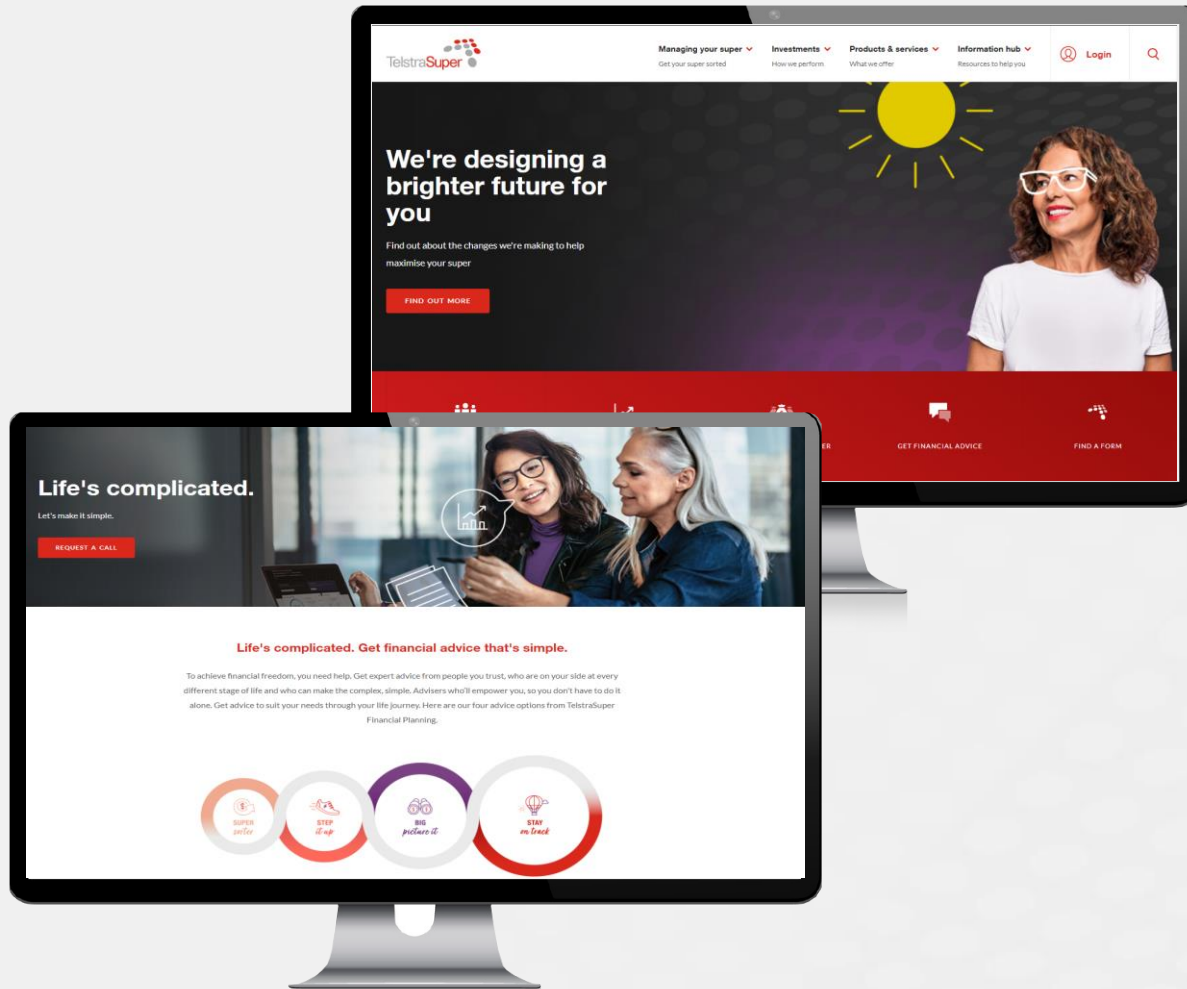 TelstraSuper
Managing your super
Get your super sorted
Investments
How we perform
Products & services
What we offer
Information hub
Resources to help you
Login
We're designing a
brighter future for
you
Find out about the changes we're making to help
maximise your super
FIND OUT MORE
ER
GET FINANCIAL ADVICE
FIND A FORM
Life's complicated.
Let's make it simple.
REQUEST A CALL
Life's complicated. Get financial advice that's simple.
To achieve financial freedom, you need help. Get expert advice from people you trust, who are on your side at every
different stage of life and who can make the complex, simple. Advisers who'll empower you, so you don't have to do it
alone. Get advice to suit your needs through your life journey. Here are our four advice options from TelstraSuper
Financial Planning.
SUPER
sorter
STEP
it up
BIG
picture it
STAY
on track